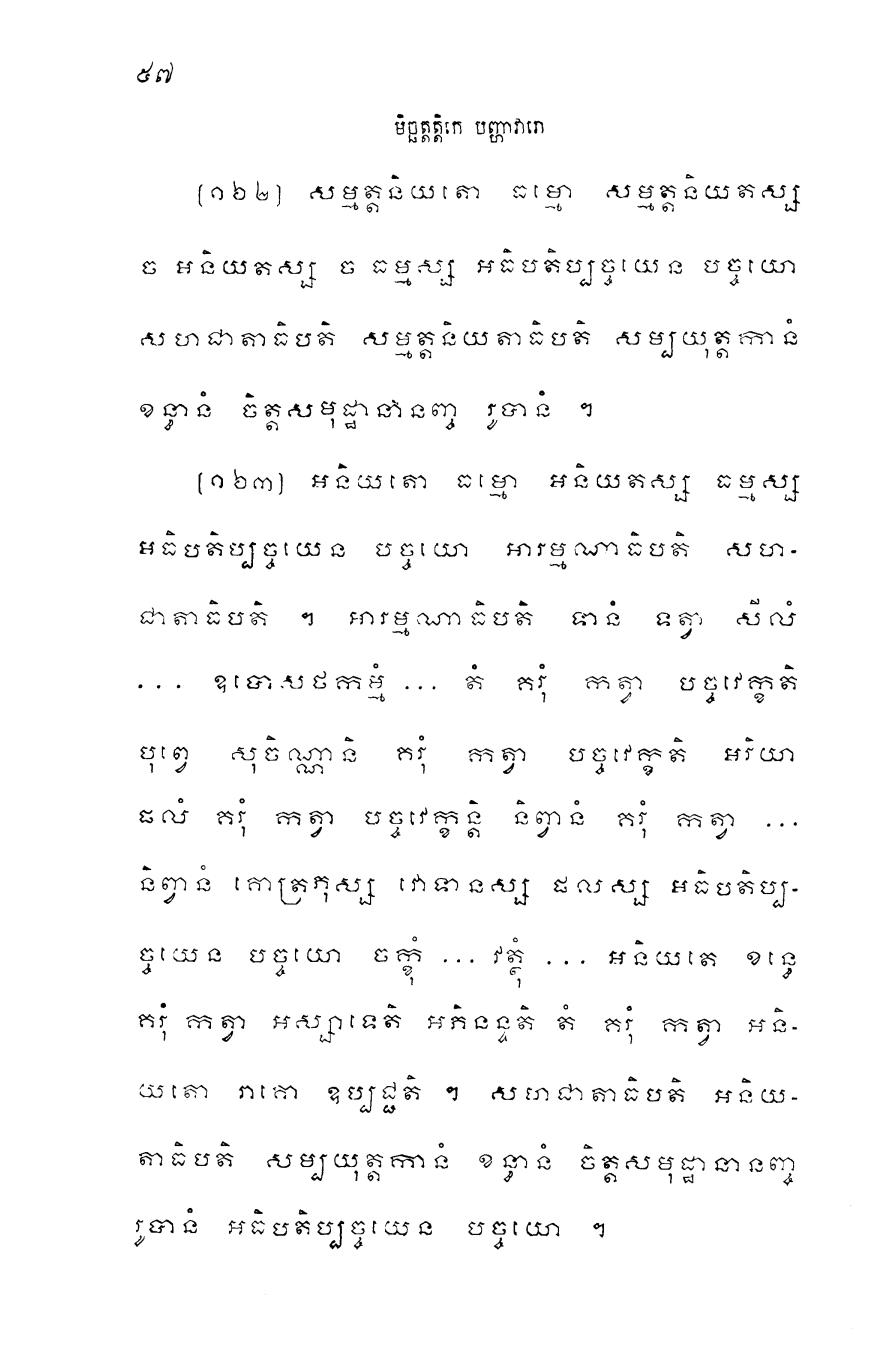 ៥៧
មិច្ឆត្តត្តិកេ បញ្ហាវារោ
[១៦២] សម្មត្តនិយតោ ធម្មោ សម្មត្តនិយតស្ស
ច អនិយតស្ស ច ធម្មស្ស អធិបតិប្បច្ចយេន បច្ចយោ
សហជាតាធិបតិ សម្មត្តនិយតាធិបតិ សម្បយុត្តកានំ
ខន្ធានំ ចិត្តសមុដ្ឋានានញ្ច រូបានំ ។
[១៦៣] អនិយតោ ធម្មោ អនិយតស្ស ធម្មស្ស
អធិបតិប្បច្ចយេន បច្ចយោ អារម្មណាធិបតិ សហ-
ជាតាធិបតិ ។ អារម្មណាធិបតិ ទានំ ទត្វា សីលំ
... ឧបោសថកម្មំ ... តំ គរុំ កត្វា បច្ចវេក្ខតិ
បុព្វេ សុចិណ្ណានិ គរុំ កត្វា បច្ចវេក្ខតិ អរិយា
ផលំ គរុំ កត្វា បច្ចវេក្ខន្តិ និព្វានំ គរុំ កត្វា ...
និព្វានំ គោត្រភុស្ស វោទានស្ស ផលស្ស អធិបតិប្ប-
ច្ចយេន បច្ចយោ ចក្ខុំ ... វត្ថុំ ... អនិយតេ ខន្ធេ
គរុំ កត្វា អស្សាទេតិ អភិនន្ទតិ តំ គរុំ កត្វា អនិ-
យតោ រាគោ ឧប្បជ្ជតិ ។ សហជាតាធិបតិ អនិយ-
តាធិបតិ សម្បយុត្តកានំ ខន្ធានំ ចិត្តសមុដ្ឋានានញ្ច
រូបានំ អធិបតិប្បច្ចយេន បច្ចយោ ។